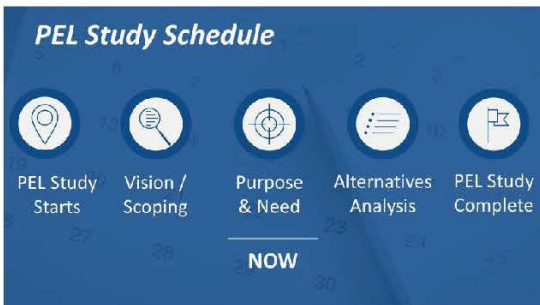 PEL Study Schedule
PEL Study
Starts
Vision /
Scoping
Purpose
& Need
Alternatives
Analysis
PEL Study
Complete
NOW